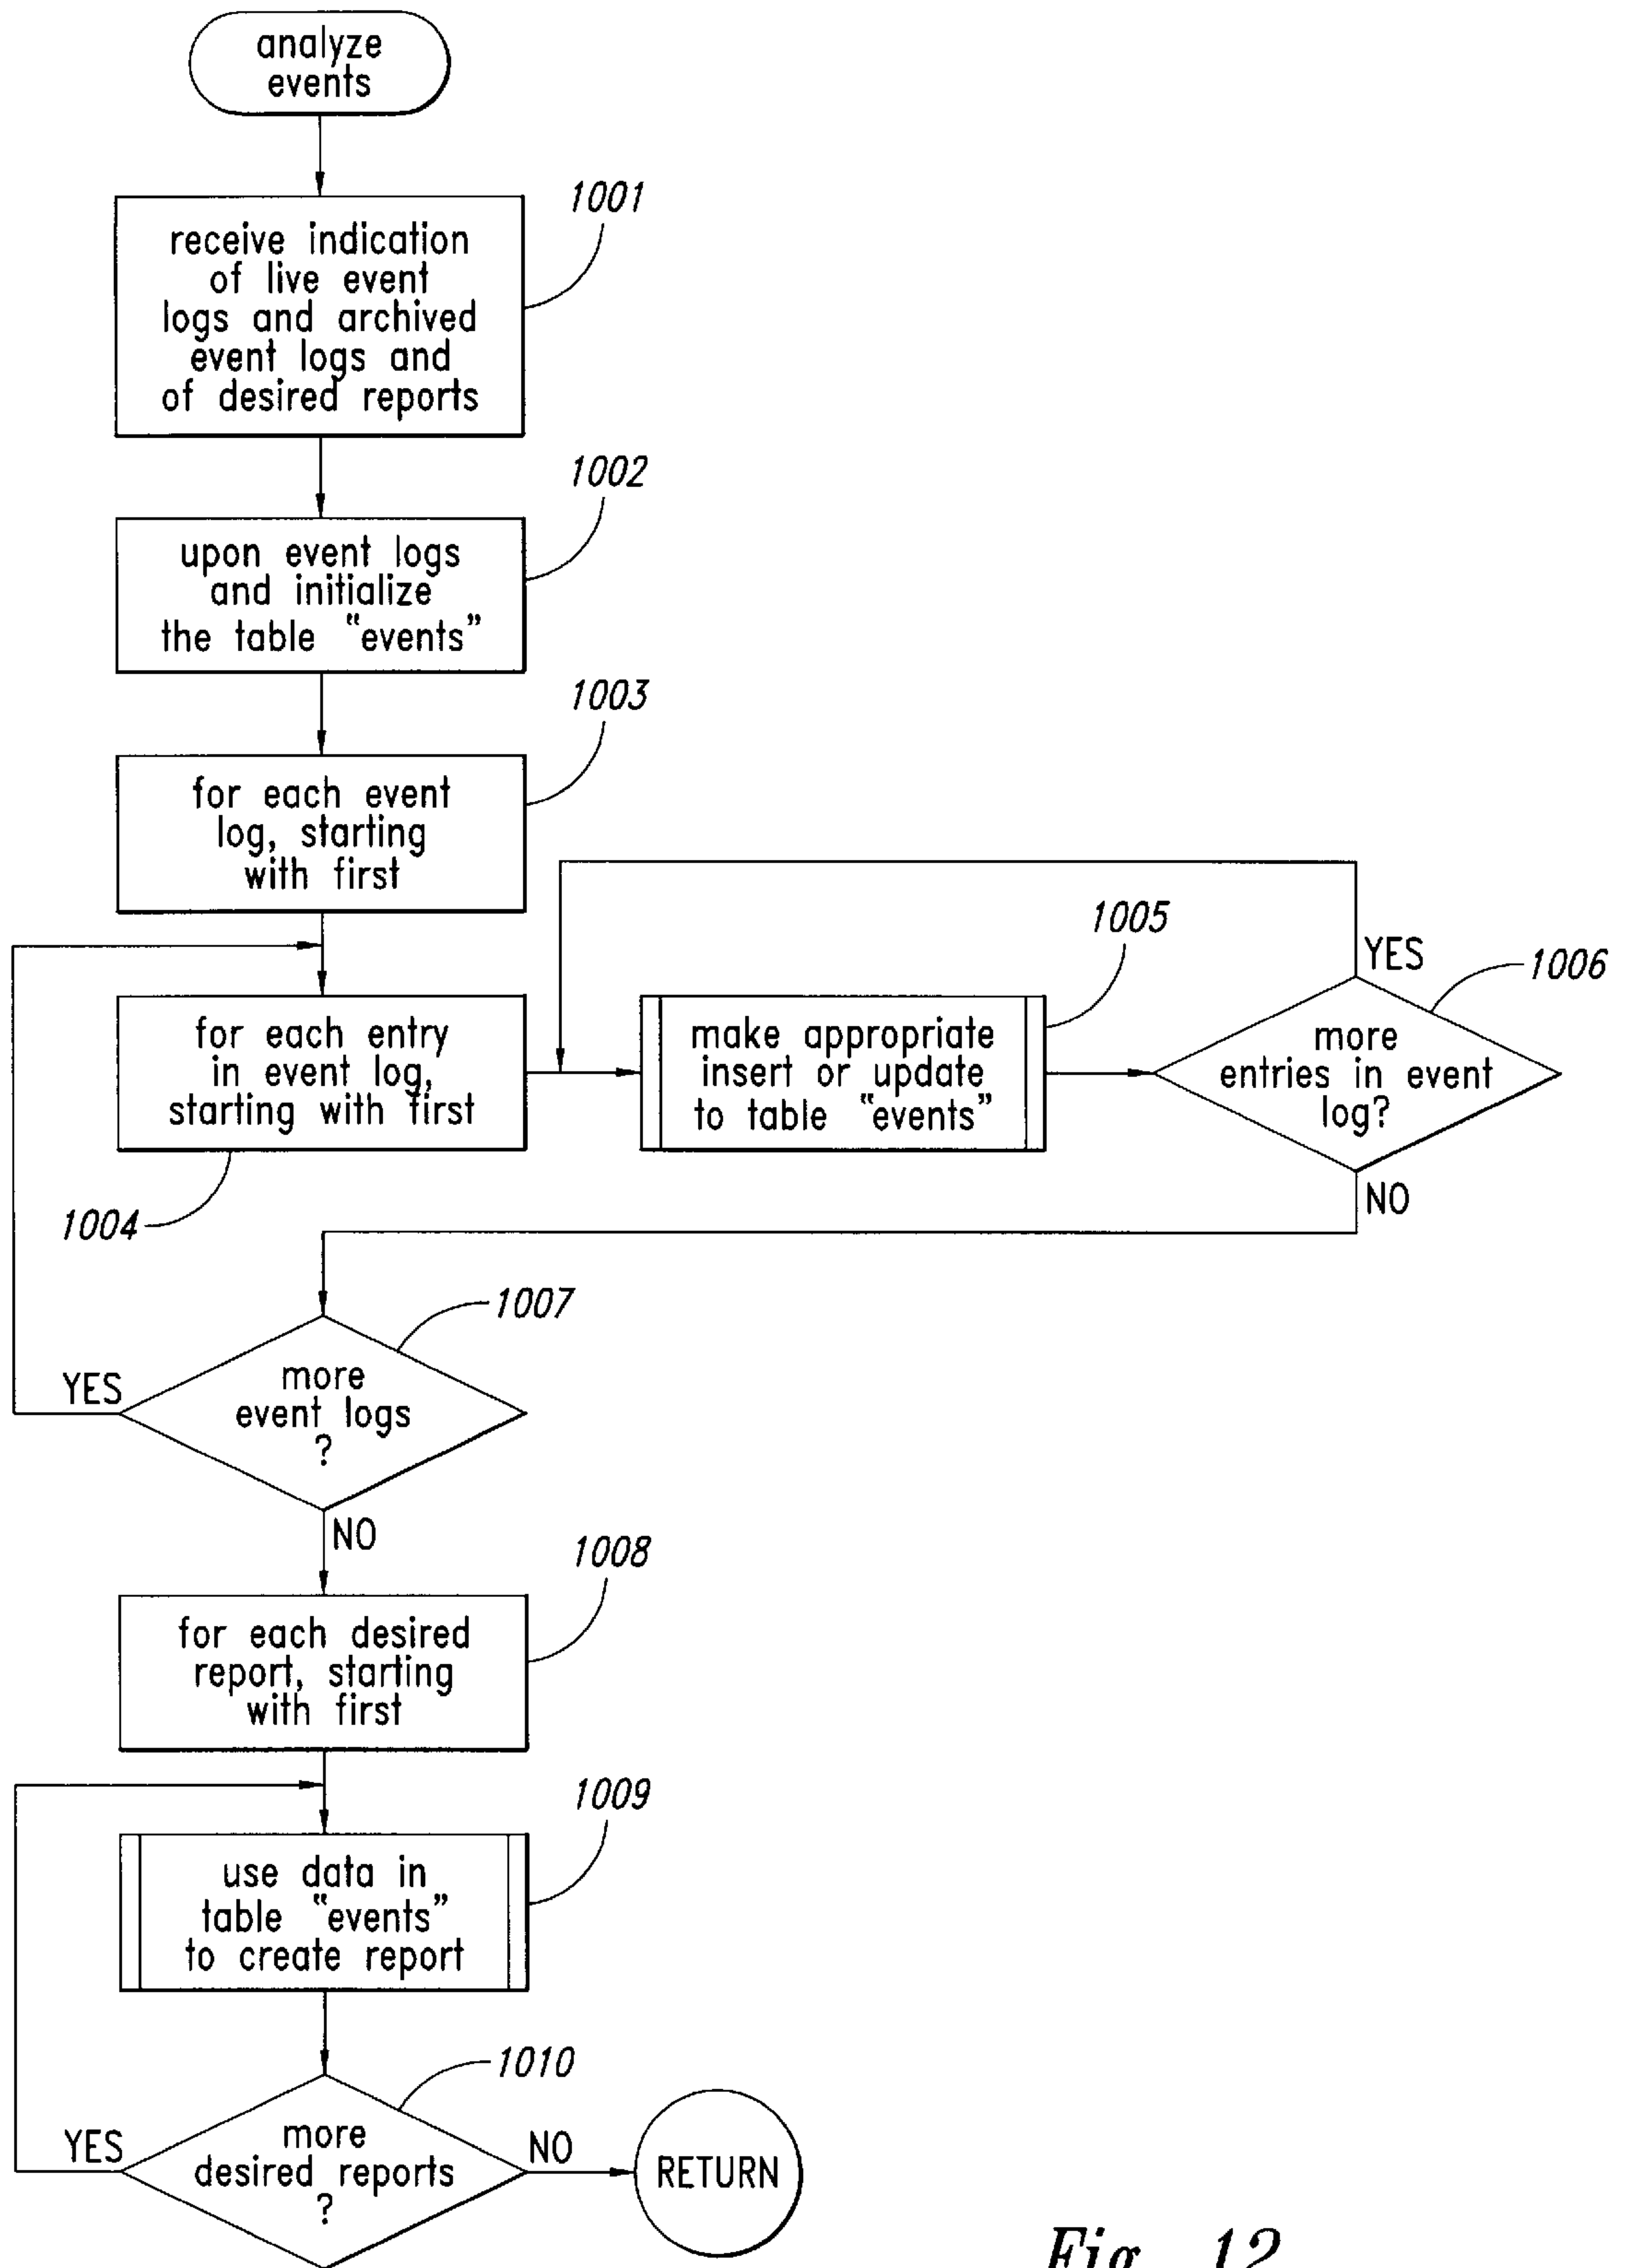 analyze
events
1001
receive indication
of live event
logs and archived
event logs and
of desired reports
1002
upon event logs
and initialize
the table “events”
1003
for each event
log, starting
with first
1004
for each entry
in event log,
starting with first
1005
make appropriate
insert or update
to table “events”
YES
1006
more
entries in event
log?
NO
1007
YES
more
event logs
?
NO
1008
for each desired
report, starting
with first
1009
use data in
table “events”
to create report
1010
YES
more
desired reports
?
NO
RETURN
Fig. 12